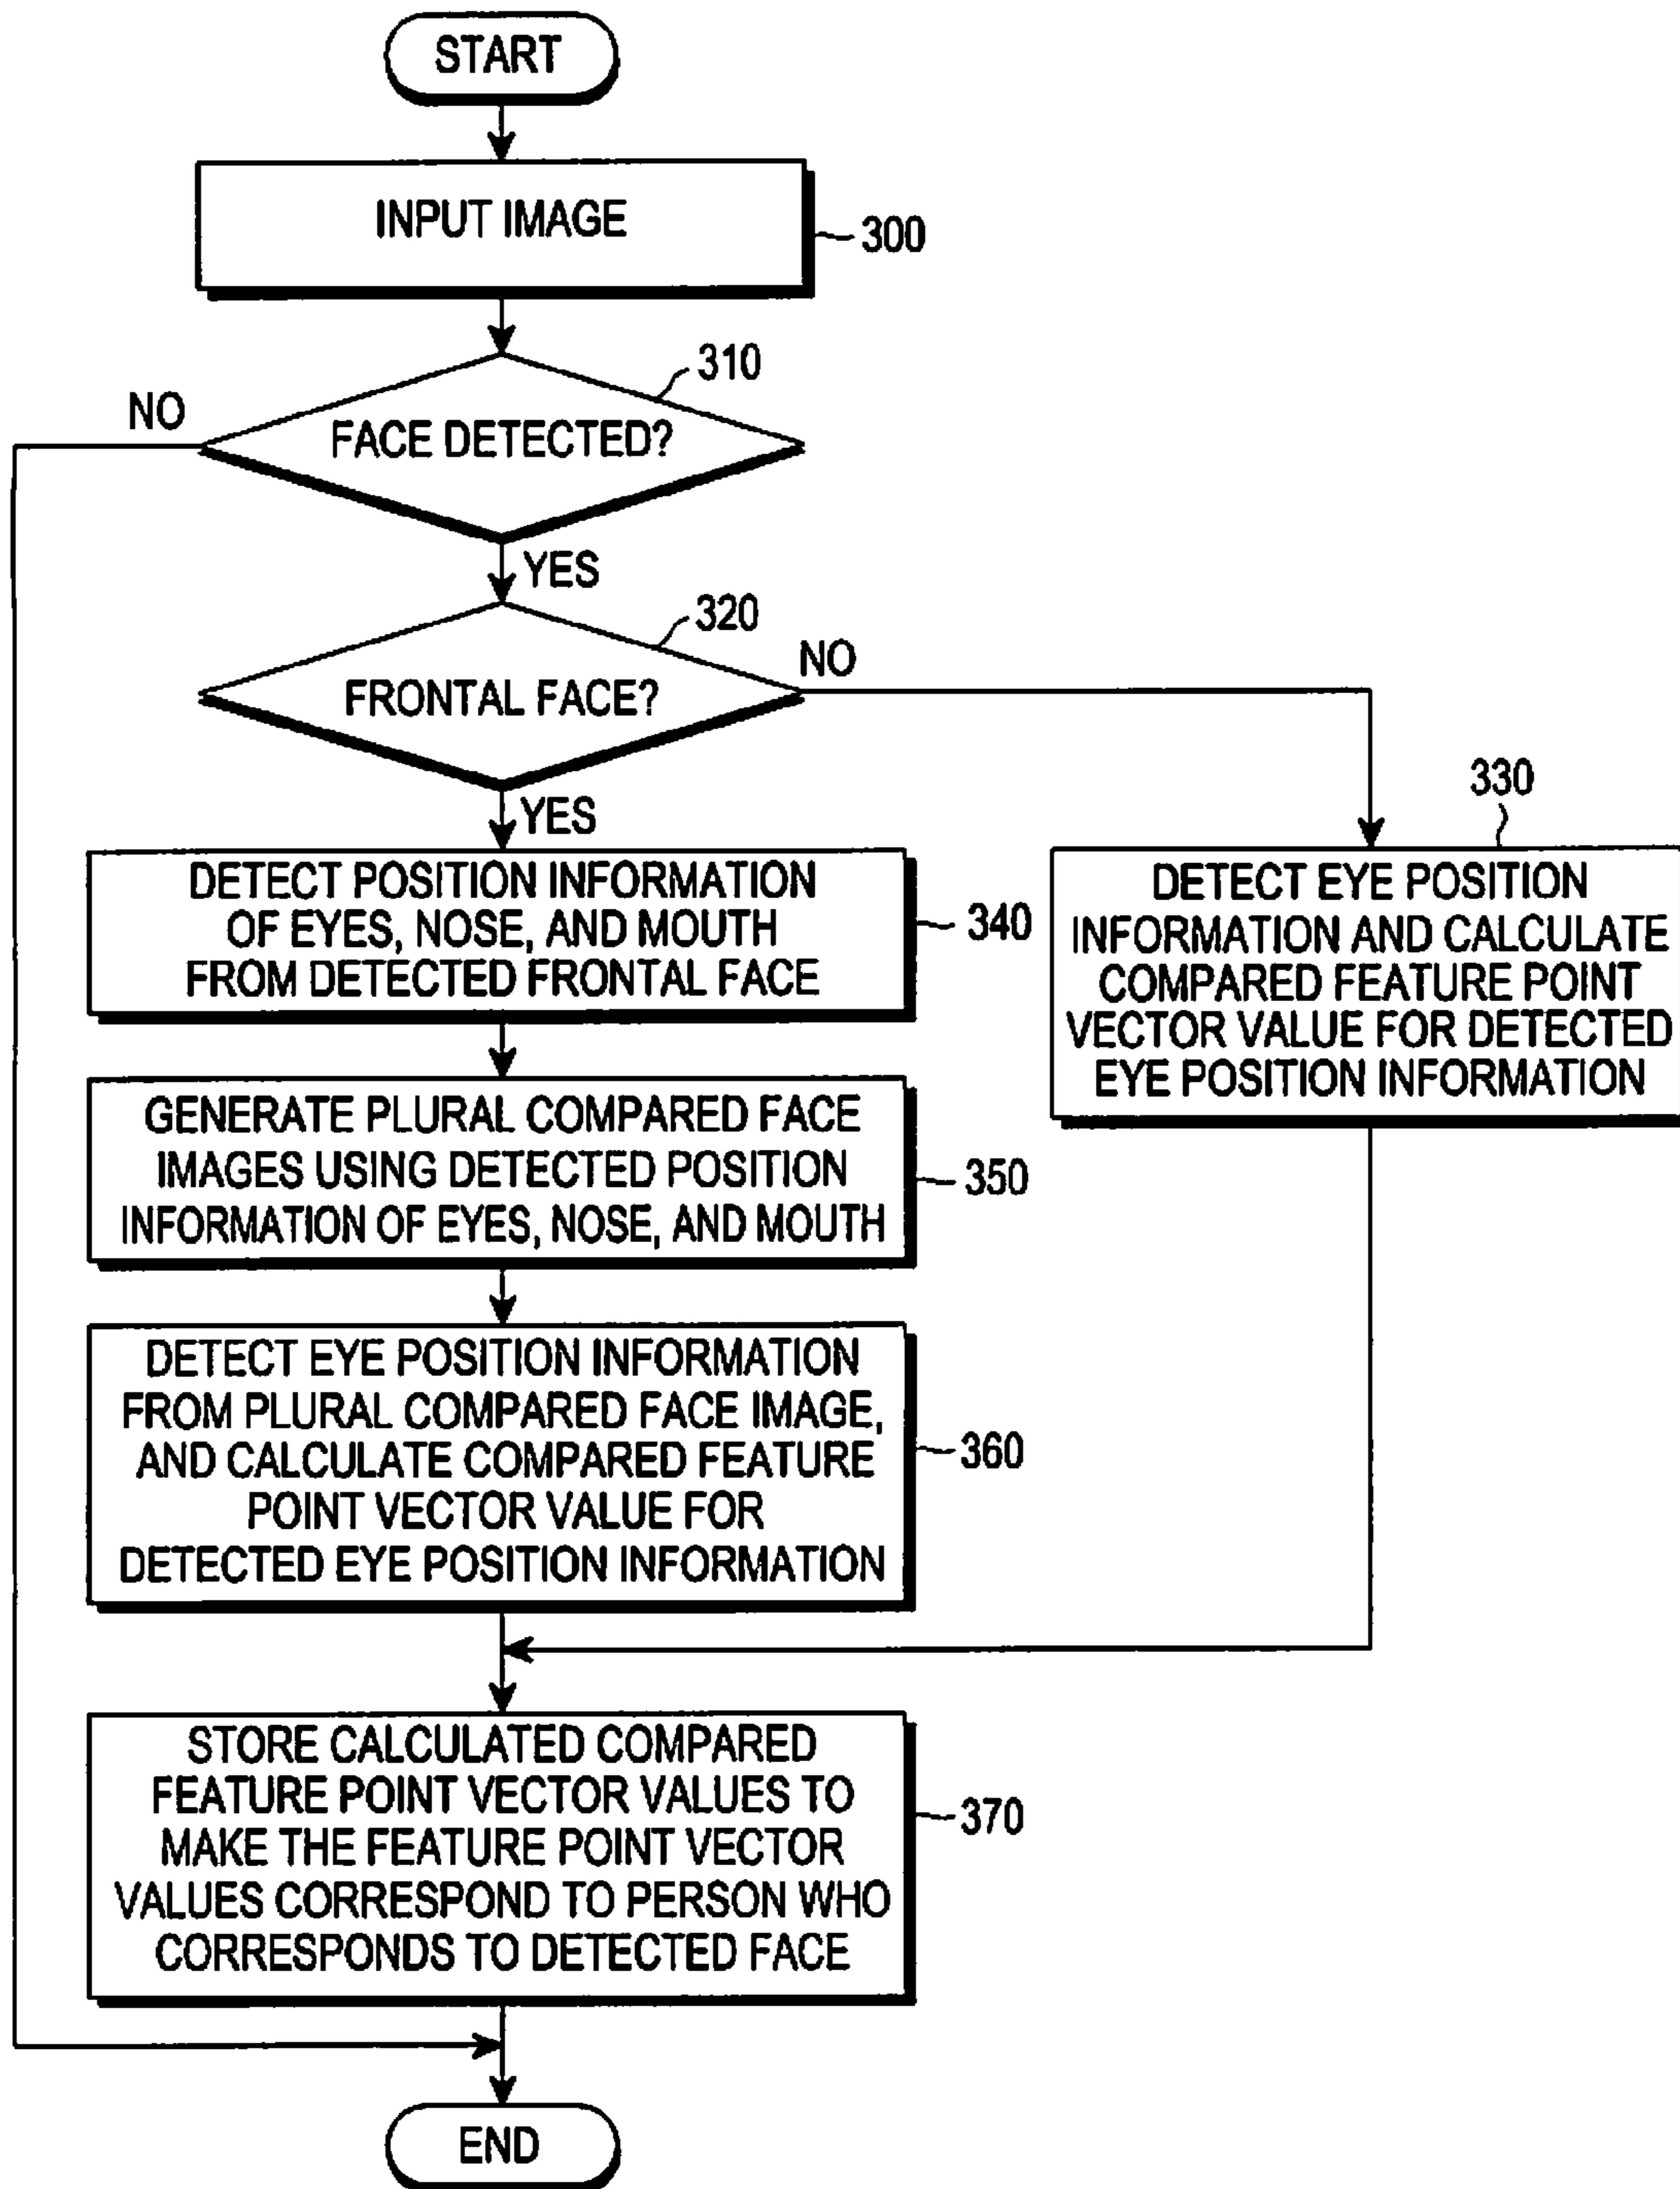 START
INPUT IMAGE
300
310
NO
FACE DETECTED?
YES
320
NO
FRONTAL FACE?
YES
330
DETECT POSITION INFORMATION
OF EYES, NOSE, AND MOUTH
FROM DETECTED FRONTAL FACE
340
DETECT EYE POSITION
INFORMATION AND CALCULATE
COMPARED FEATURE POINT
VECTOR VALUE FOR DETECTED
EYE POSITION INFORMATION
GENERATE PLURAL COMPARED FACE
IMAGES USING DETECTED POSITION
INFORMATION OF EYES, NOSE, AND MOUTH
350
DETECT EYE POSITION INFORMATION
FROM PLURAL COMPARED FACE IMAGE,
AND CALCULATE COMPARED FEATURE
POINT VECTOR VALUE FOR
DETECTED EYE POSITION INFORMATION
360
STORE CALCULATED COMPARED
FEATURE POINT VECTOR VALUES TO
MAKE THE FEATURE POINT VECTOR
VALUES CORRESPOND TO PERSON WHO
CORRESPONDS TO DETECTED FACE
370
END